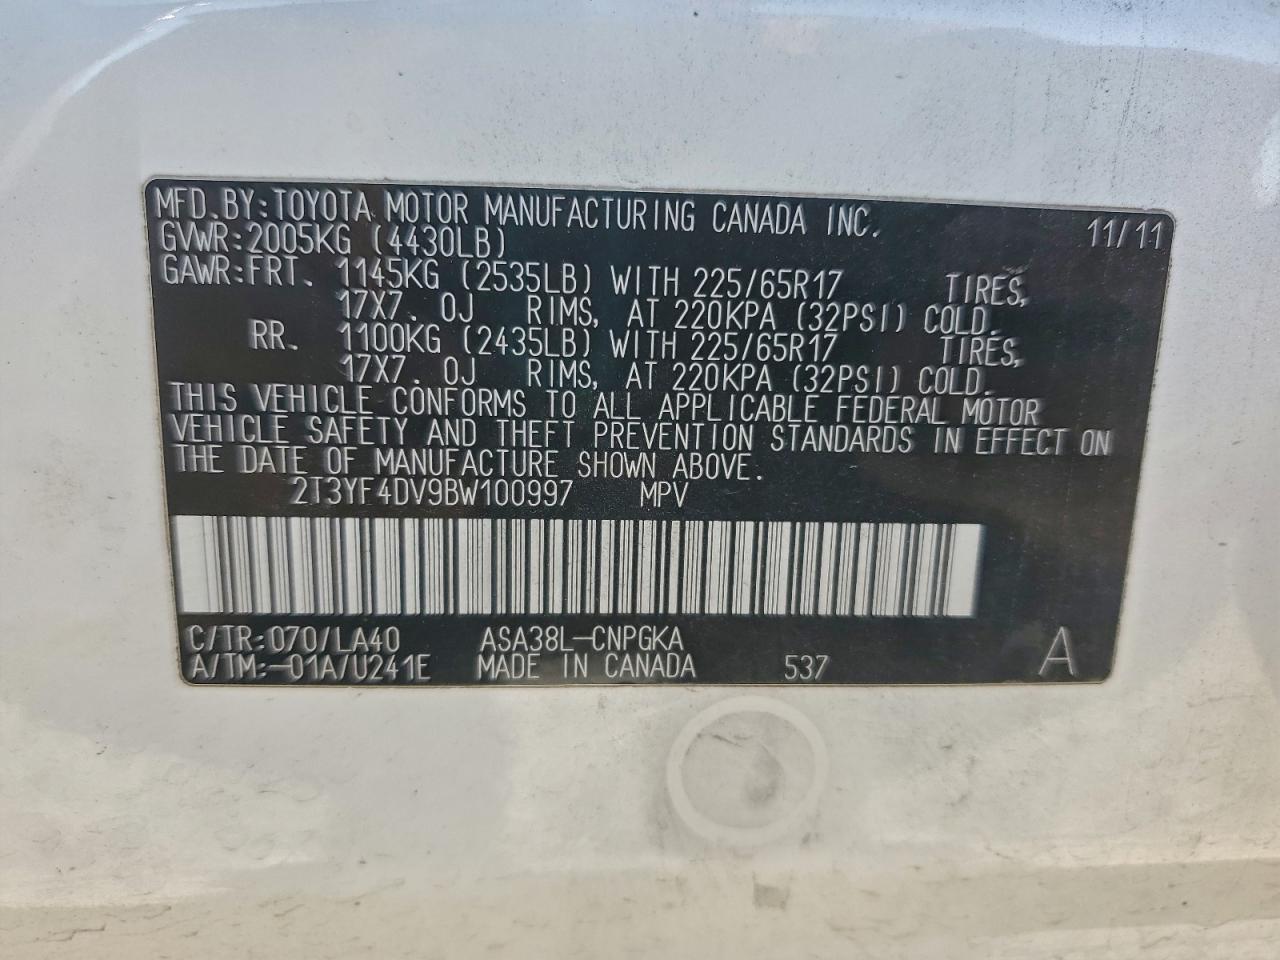 MFD.BY:TOYOTA MOTOR MANUFACTURING CANADA INC. 11/11
GVWR:2005KG (4430LB)
GAWR:FRT. 1145KG (2535LB) WITH 225/65R17 TIRES,
17X7.0J RIMS, AT 220KPA (32PSI) COLD.
RR. 1100KG (2435LB) WITH 225/65R17 TIRES,
17X7.0J RIMS, AT 220KPA (32PSI) COLD.
THIS VEHICLE CONFORMS TO ALL APPLICABLE FEDERAL MOTOR
VEHICLE SAFETY AND THEFT PREVENTION STANDARDS IN EFFECT ON
THE DATE OF MANUFACTURE SHOWN ABOVE.
2T3YF4DV9BW100997 MPV
C/TR:070/LA40 ASA38L-CNPGKA
A/TM:-01A/U241E MADE IN CANADA 537 A